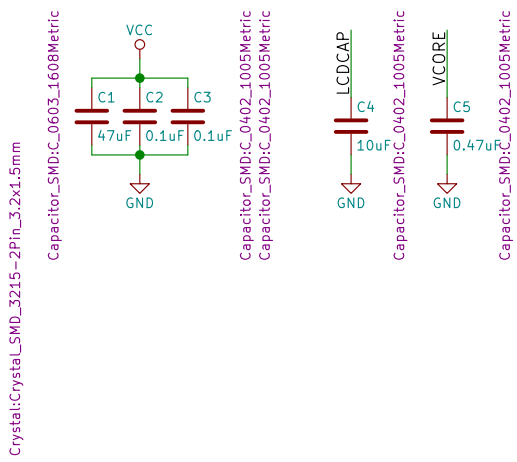 VCC
C1
C2
C3
47uF
0.1uF
0.1uF
GND
Capacitor_SMD:C_0603_1608Metric
Capacitor_SMD:C_0402_1005Metric
Capacitor_SMD:C_0402_1005Metric
LCDCAP
C4
10uF
GND
Capacitor_SMD:C_0402_1005Metric
VCORE
C5
0.47uF
GND
Capacitor_SMD:C_0402_1005Metric
Crystal:Crystal_SMD_3215-2Pin_3.2x1.5mm